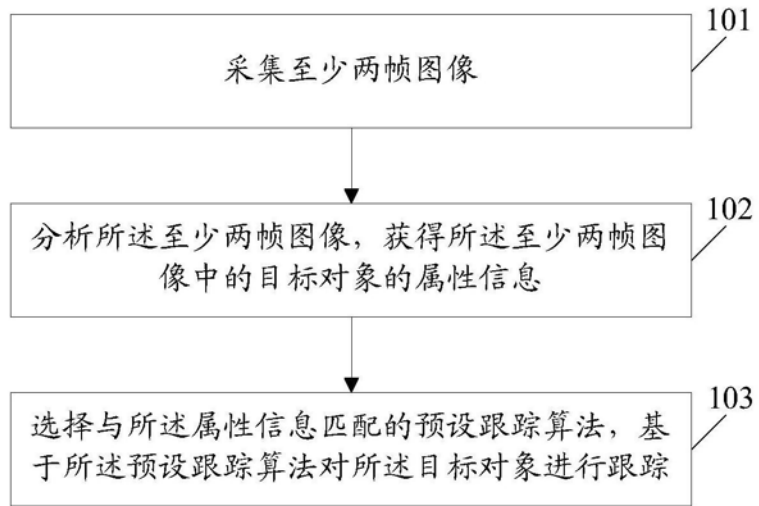 101
采集至少两帧图像
102
分析所述至少两帧图像，获得所述至少两帧图
像中的目标对象的属性信息
103
选择与所述属性信息匹配的预设跟踪算法，基
于所述预设跟踪算法对所述目标对象进行跟踪